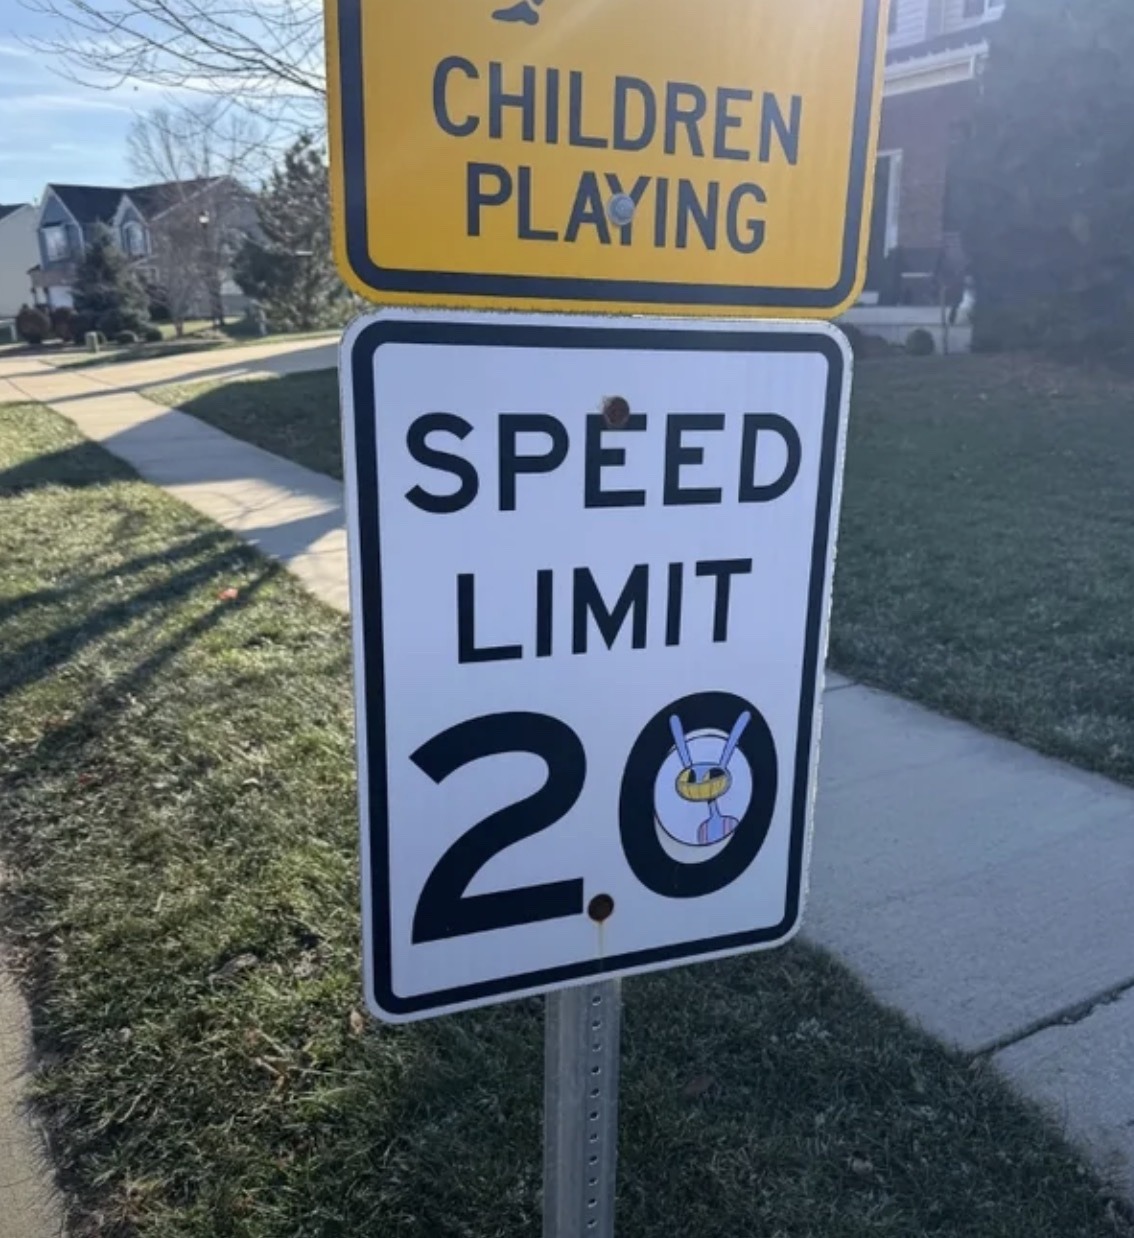 CHILDREN
PLAYING
SPEED
LIMIT
20